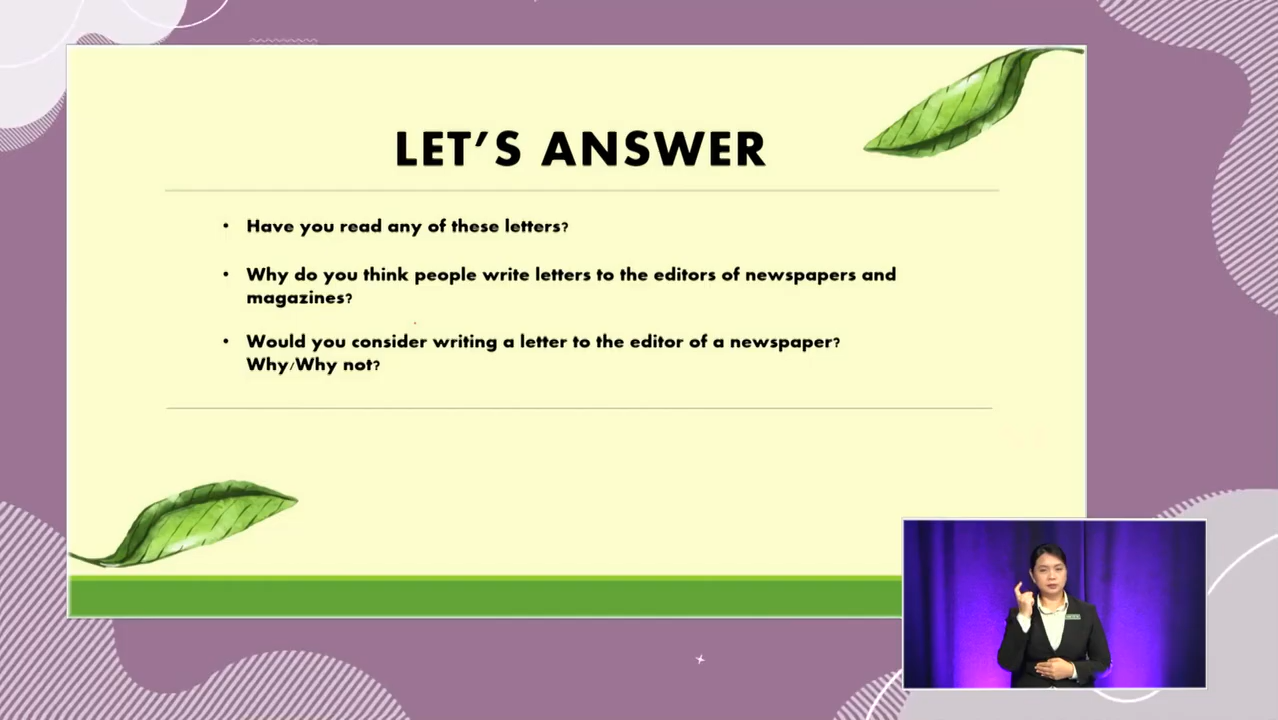 LET'S ANSWER
• Have you read any of these letters?
• Why do you think people write letters to the editors of newspapers and
magazines?
• Would you consider writing a letter to the editor of a newspaper?
Why/Why not?